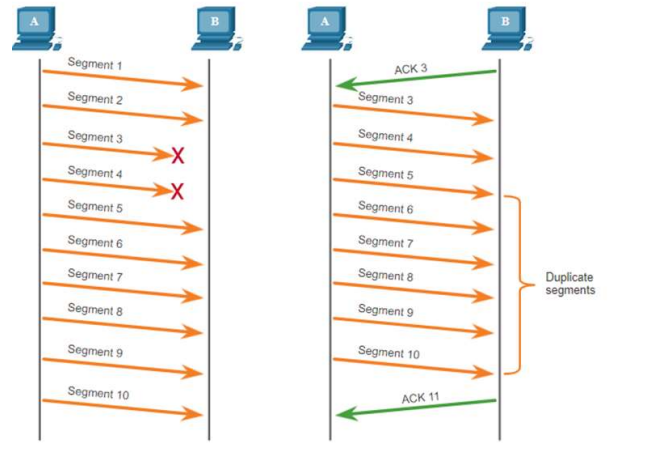 A
B
Segment 1
Segment 2
Segment 3
X
Segment 4
X
Segment 5
Segment 6
Segment 7
Segment 8
Segment 9
Segment 10
A
B
ACK 3
Segment 3
Segment 4
Segment 5
Segment 6
Segment 7
Segment 8
Segment 9
Segment 10
ACK 11
Duplicate
segments